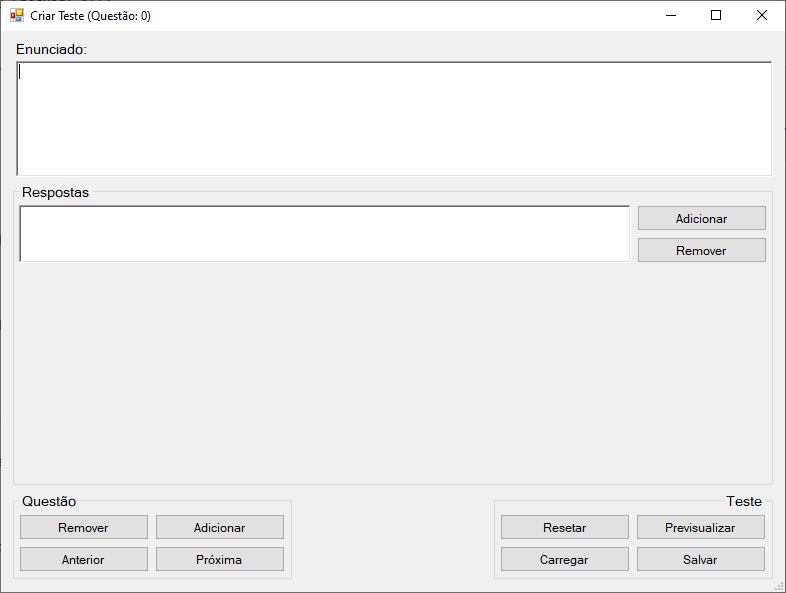 Criar Teste (Questão: 0)
Enunciado:
Respostas
Adicionar
Remover
Questão
Remover Adicionar
Anterior Próxima
Teste
Resetar Previsualizar
Carregar Salvar